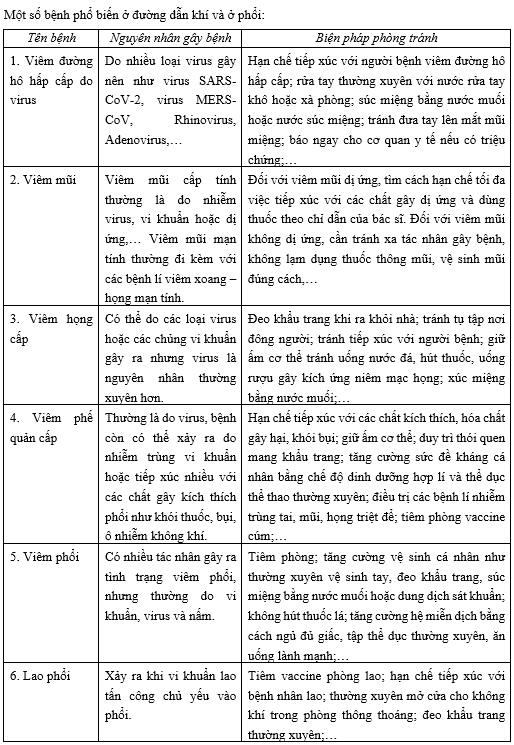 Một số bệnh phổ biến ở đường dẫn khí và ở phổi:
Tên bệnh
Nguyên nhân gây bệnh
Biện pháp phòng tránh
1. Viêm đường
hô hấp cấp do
virus
Do nhiều loại virus gây
nên như virus SARS-
CoV-2, virus MERS-
CoV, Rhinovirus,
Adenovirus,…
Hạn chế tiếp xúc với người bệnh viêm đường hô
hấp cấp; rửa tay thường xuyên với nước rửa tay
khô hoặc xà phòng; súc miệng bằng nước muối
hoặc nước súc miệng; tránh đưa tay lên mắt mũi
miệng; báo ngay cho cơ quan y tế nếu có triệu
chứng;…
2. Viêm mũi
Viêm mũi cấp tính
thường là do nhiễm
virus, vi khuẩn hoặc dị
ứng,… Viêm mũi mạn
tính thường đi kèm với
các bệnh lí viêm xoang –
họng mạn tính.
Đối với viêm mũi dị ứng, tìm cách hạn chế tối đa
việc tiếp xúc với các chất gây dị ứng và dùng
thuốc theo chỉ dẫn của bác sĩ. Đối với viêm mũi
không dị ứng, cần tránh xa tác nhân gây bệnh,
không lạm dụng thuốc thông mũi, vệ sinh mũi
đúng cách,…
3. Viêm họng
cấp
Có thể do các loại virus
hoặc các chủng vi khuẩn
gây ra nhưng virus là
nguyên nhân thường
xuyên hơn.
Đeo khẩu trang khi ra khỏi nhà; tránh tụ tập nơi
đông người; tránh tiếp xúc với người bệnh; giữ
ấm cơ thể tránh uống nước đá, hút thuốc, uống
rượu gây kích ứng niêm mạc họng; xúc miệng
bằng nước muối;…
4. Viêm phế
quản cấp
Thường là do virus, bệnh
còn có thể xảy ra do
nhiễm trùng vi khuẩn
hoặc tiếp xúc nhiều với
các chất gây kích thích
phổi như khói thuốc, bụi,
ô nhiễm không khí.
Hạn chế tiếp xúc với các chất kích thích, hóa chất
gây hại, khói bụi; giữ ấm cơ thể; duy trì thói quen
mang khẩu trang; tăng cường sức đề kháng cá
nhân bằng chế độ dinh dưỡng hợp lí và thể dục
thể thao thường xuyên; điều trị các bệnh lí nhiễm
trùng tai, mũi, họng triệt để; tiêm phòng vaccine
cúm;…
5. Viêm phổi
Có nhiều tác nhân gây ra
tình trạng viêm phổi,
nhưng thường do vi
khuẩn, virus và nấm.
Tiêm phòng; tăng cường vệ sinh cá nhân như
thường xuyên vệ sinh tay, đeo khẩu trang, súc
miệng bằng nước muối hoặc dung dịch sát khuẩn;
không hút thuốc lá; tăng cường hệ miễn dịch bằng
cách ngủ đủ giấc, tập thể dục thường xuyên, ăn
uống lành mạnh;…
6. Lao phổi
Xảy ra khi vi khuẩn lao
tấn công chủ yếu vào
phổi.
Tiêm vaccine phòng lao; hạn chế tiếp xúc với
bệnh nhân lao; thường xuyên mở cửa cho không
khí trong phòng thông thoáng; đeo khẩu trang
thường xuyên;…